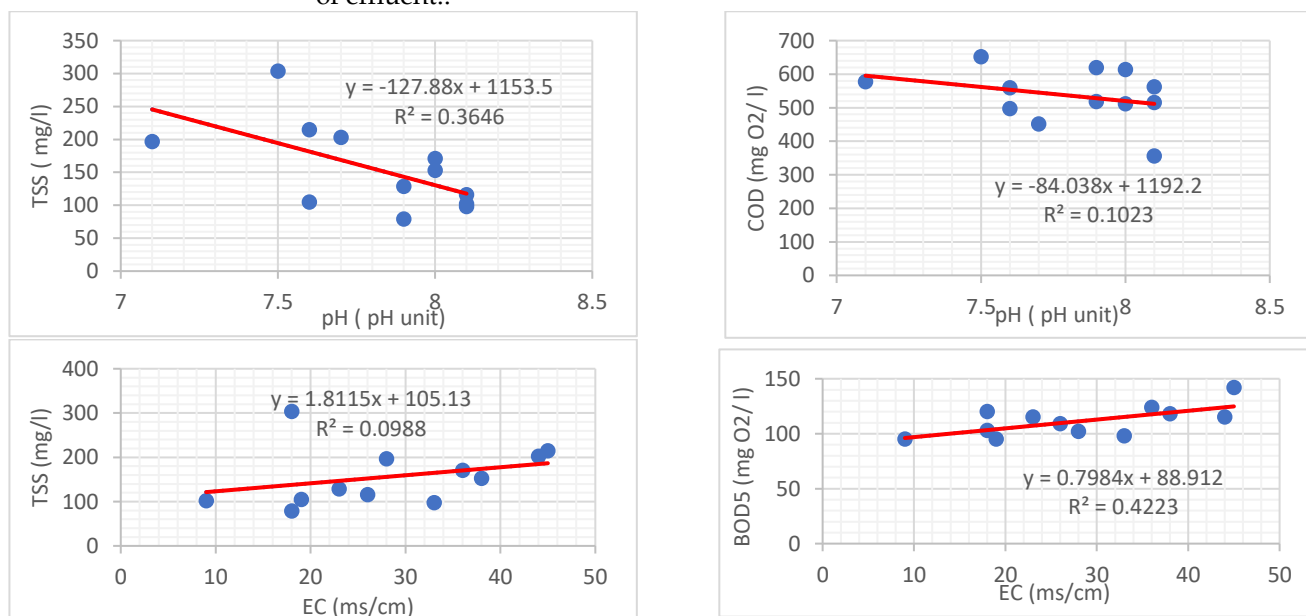 of effluent..
350
300
250
200
150
100
50
0
TSS ( mg/l)
y = -127.88x + 1153.5
R² = 0.3646
7
7.5
8
8.5
pH ( pH unit)
700
600
500
400
300
200
100
0
COD (mg O2/ l)
y = -84.038x + 1192.2
R² = 0.1023
7
7.5
8
8.5
pH ( pH unit)
400
300
200
100
0
TSS (mg/l)
y = 1.8115x + 105.13
R² = 0.0988
0
10
20
30
40
50
EC (ms/cm)
150
100
50
0
BOD5 (mg O2/ l)
y = 0.7984x + 88.912
R² = 0.4223
0
10
20
30
40
50
EC (ms/cm)